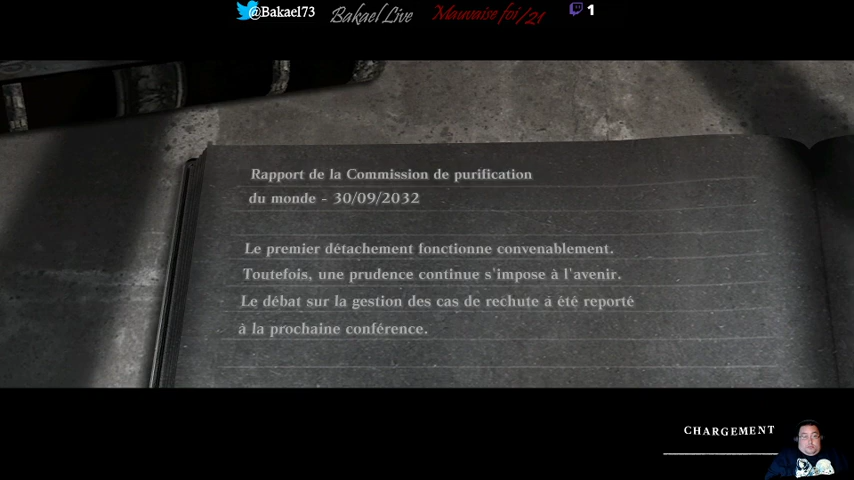 @Bakael73
Bakael Live
Mauvaise foi/21
1
Rapport de la Commission de purification
du monde - 30/09/2032
Le premier détachement fonctionne convenablement.
Toutefois, une prudence continue s'impose à l'avenir.
Le débat sur la gestion des cas de rechute a été reporté
à la prochaine conférence.
CHARGEMENT